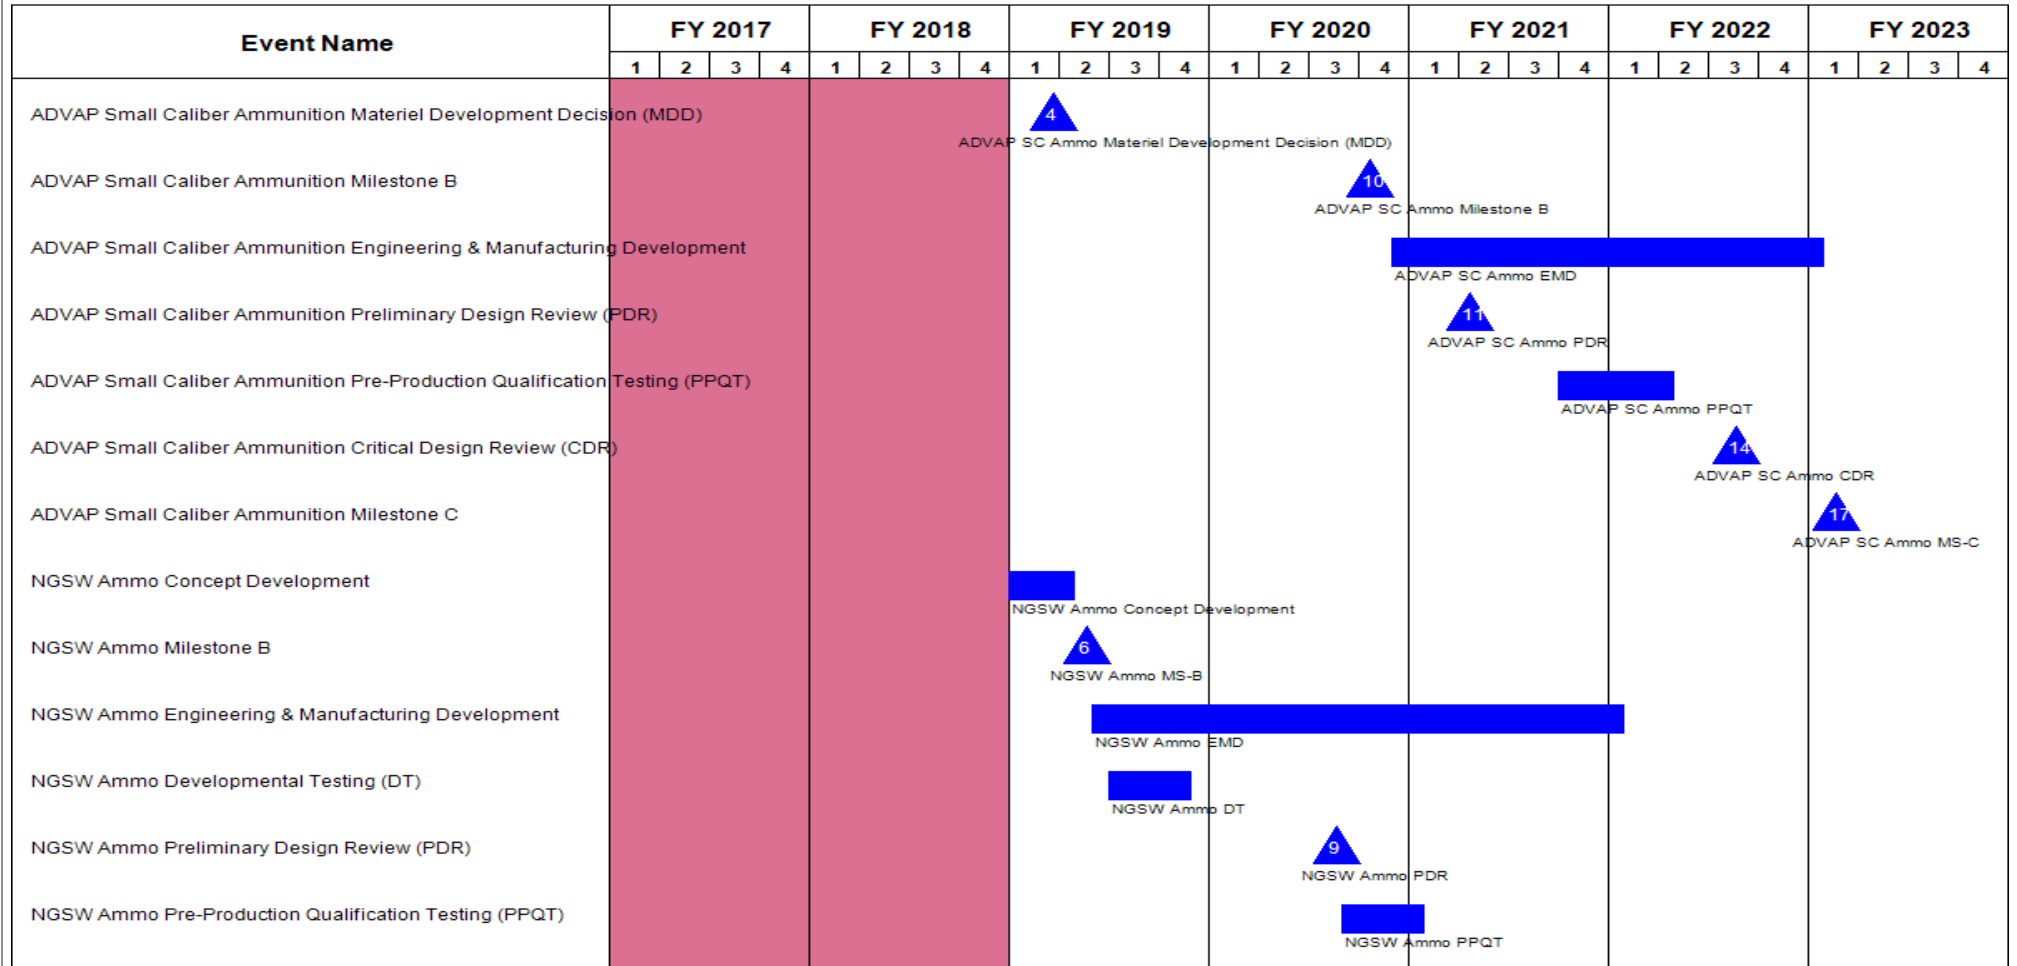 Event Name FY 2017 FY 2018 FY 2019 FY 2020 FY 2021 FY 2022 FY 2023
1 2 3 4 1 2 3 4 1 2 3 4 1 2 3 4 1 2 3 4 1 2 3 4 1 2 3 4
ADVAP Small Caliber Ammunition Materiel Development Decision (MDD) 4
ADVAP SC Ammo Materiel Development Decision (MDD)
ADVAP Small Caliber Ammunition Milestone B 10
ADVAP SC Ammo Milestone B
ADVAP Small Caliber Ammunition Engineering & Manufacturing Development
ADVAP SC Ammo EMD
ADVAP Small Caliber Ammunition Preliminary Design Review (PDR) 11
ADVAP SC Ammo PDR
ADVAP Small Caliber Ammunition Pre-Production Qualification Testing (PPQT)
ADVAP SC Ammo PPQT
ADVAP Small Caliber Ammunition Critical Design Review (CDR) 14
ADVAP SC Ammo CDR
ADVAP Small Caliber Ammunition Milestone C 17
ADVAP SC Ammo MS-C
NGSW Ammo Concept Development
NGSW Ammo Concept Development
NGSW Ammo Milestone B 6
NGSW Ammo MS-B
NGSW Ammo Engineering & Manufacturing Development
NGSW Ammo EMD
NGSW Ammo Developmental Testing (DT)
NGSW Ammo DT
NGSW Ammo Preliminary Design Review (PDR) 9
NGSW Ammo PDR
NGSW Ammo Pre-Production Qualification Testing (PPQT)
NGSW Ammo PPQT